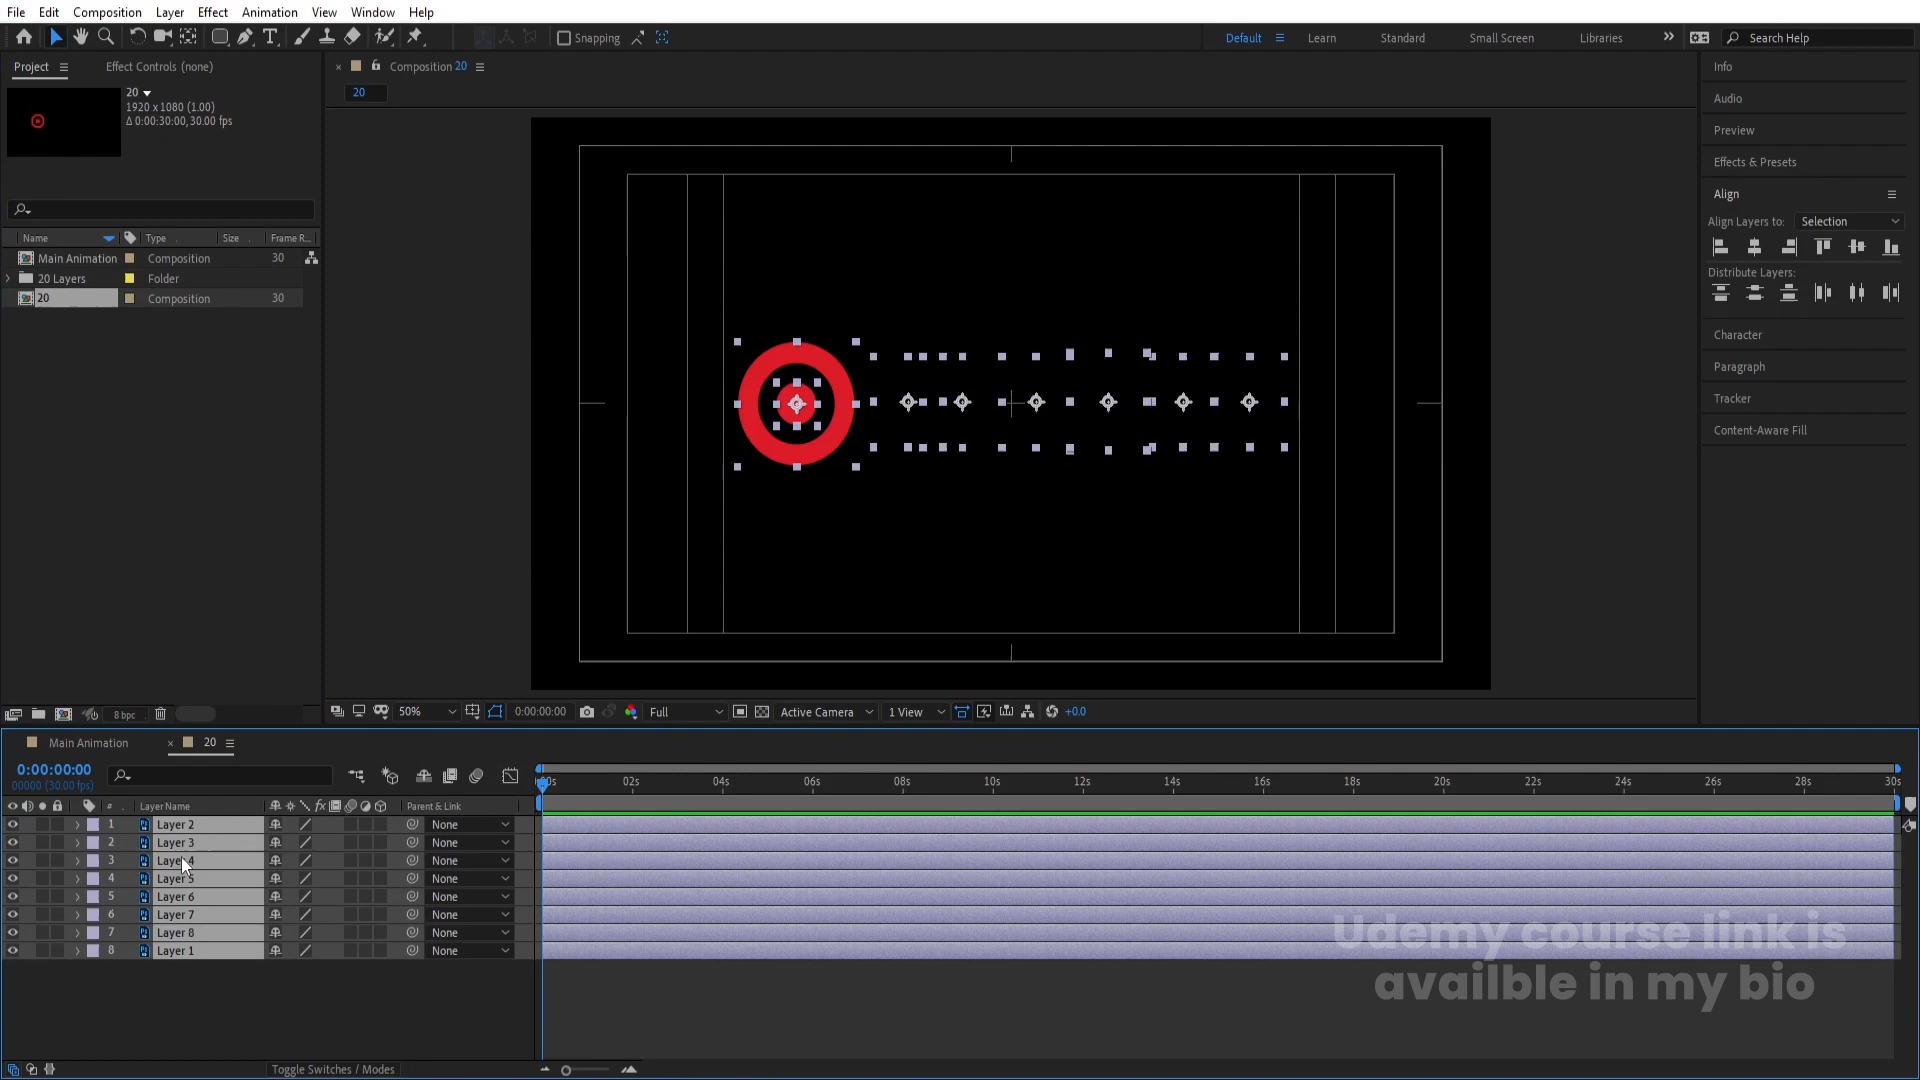 File Edit Composition Layer Effect Animation View Window Help
Snapping Default Learn Standard Small Screen Libraries Search Help
Project Effect Controls (none)
Composition 20
20
20
1920 x 1080 (1.00)
Δ 0:00:30:00, 30.00 fps
Name Type Size Frame R...
Main Animation Composition 30
20 Layers Folder
20 Composition 30
8 bpc
50% 0:00:00:00 Full Active Camera 1 View +0.0
Info
Audio
Preview
Effects & Presets
Align
Align Layers to: Selection
Distribute Layers:
Character
Paragraph
Tracker
Content-Aware Fill
Main Animation 20
0:00:00:00
00000 (30.00 fps)
02s 04s 06s 08s 10s 12s 14s 16s 18s 20s 22s 24s 26s 28s 30s
# Layer Name fx Parent & Link
1 Layer 2 None
2 Layer 3 None
3 Layer 4 None
4 Layer 5 None
5 Layer 6 None
6 Layer 7 None
7 Layer 8 None
8 Layer 1 None
Udemy course link is
availble in my bio
Toggle Switches / Modes